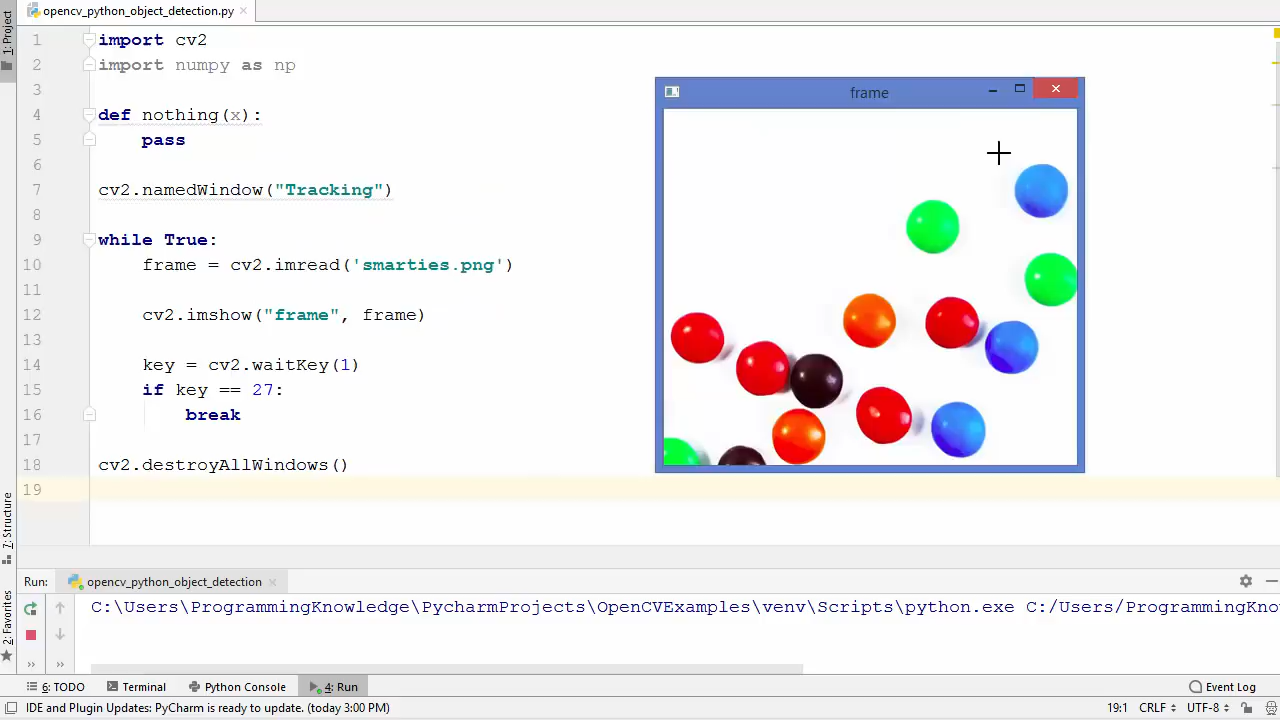 opencv_python_object_detection.py
1: Project
1 import cv2
2 import numpy as np
3
4 def nothing(x):
5 pass
6
7 cv2.namedWindow("Tracking")
8
9 while True:
10 frame = cv2.imread('smarties.png')
11
12 cv2.imshow("frame", frame)
13
14 key = cv2.waitKey(1)
15 if key == 27:
16 break
17
18 cv2.destroyAllWindows()
19
frame
7: Structure
2: Favorites
Run: opencv_python_object_detection
C:\Users\ProgrammingKnowledge\PycharmProjects\OpenCVExamples\venv\Scripts\python.exe C:/Users/ProgrammingKno
6: TODO Terminal Python Console 4: Run Event Log
IDE and Plugin Updates: PyCharm is ready to update. (today 3:00 PM) 19:1 CRLF UTF-8